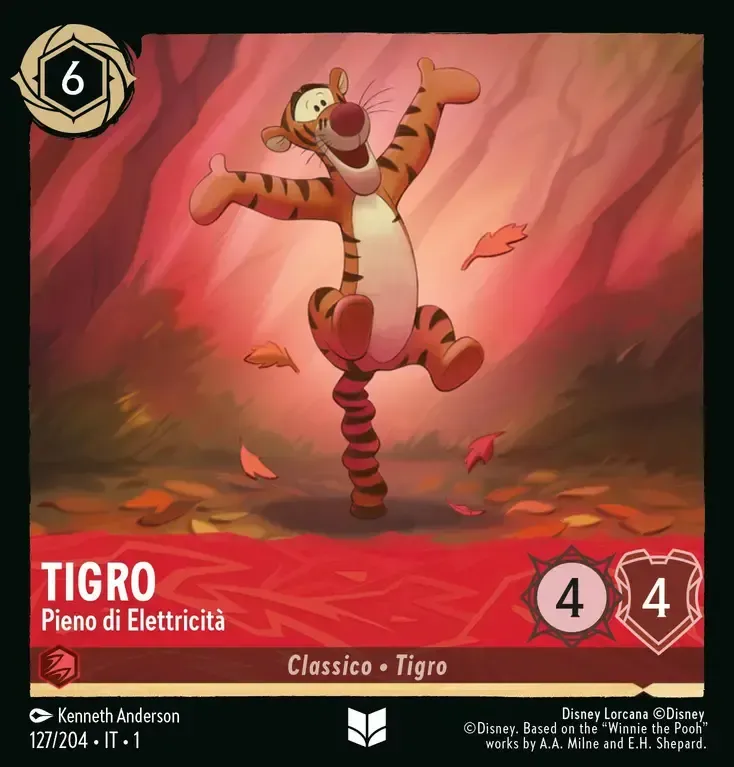 6
TIGRO
Pieno di Elettricità
4
4
Classico • Tigro
Kenneth Anderson
127/204 • IT • 1
Disney Lorcana ©Disney
©Disney. Based on the “Winnie the Pooh”
works by A.A. Milne and E.H. Shepard.